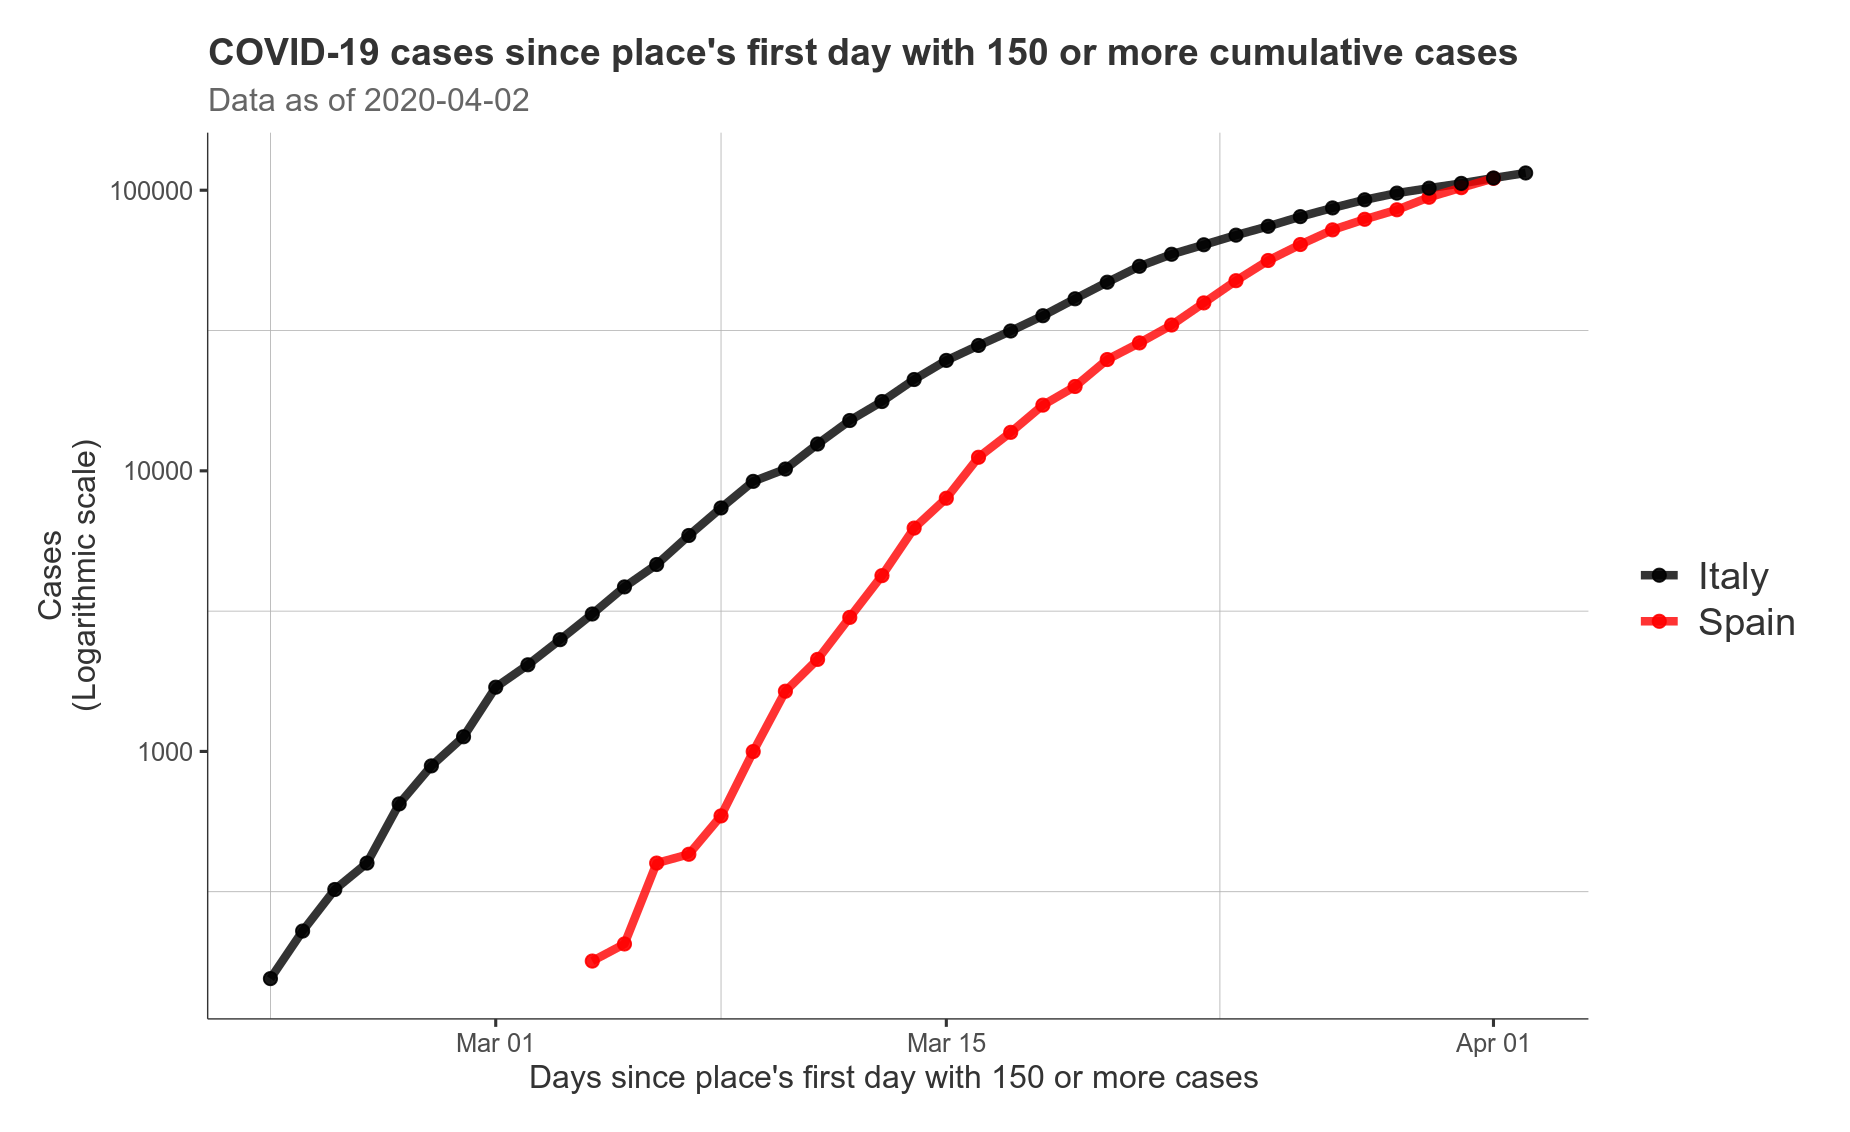 COVID-19 cases since place's first day with 150 or more cumulative cases
Data as of 2020-04-02
100000
10000
1000
Cases
(Logarithmic scale)
Mar 01
Mar 15
Apr 01
Days since place's first day with 150 or more cases
Italy
Spain